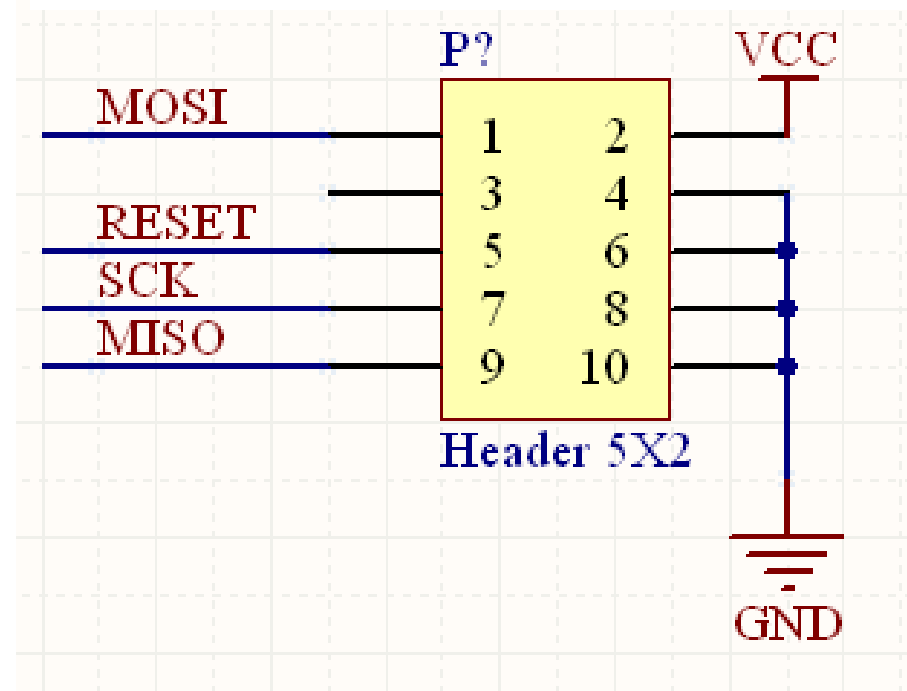 P?
VCC
MOSI
1 2
3 4
RESET
5 6
SCK
7 8
MISO
9 10
Header 5X2
GND